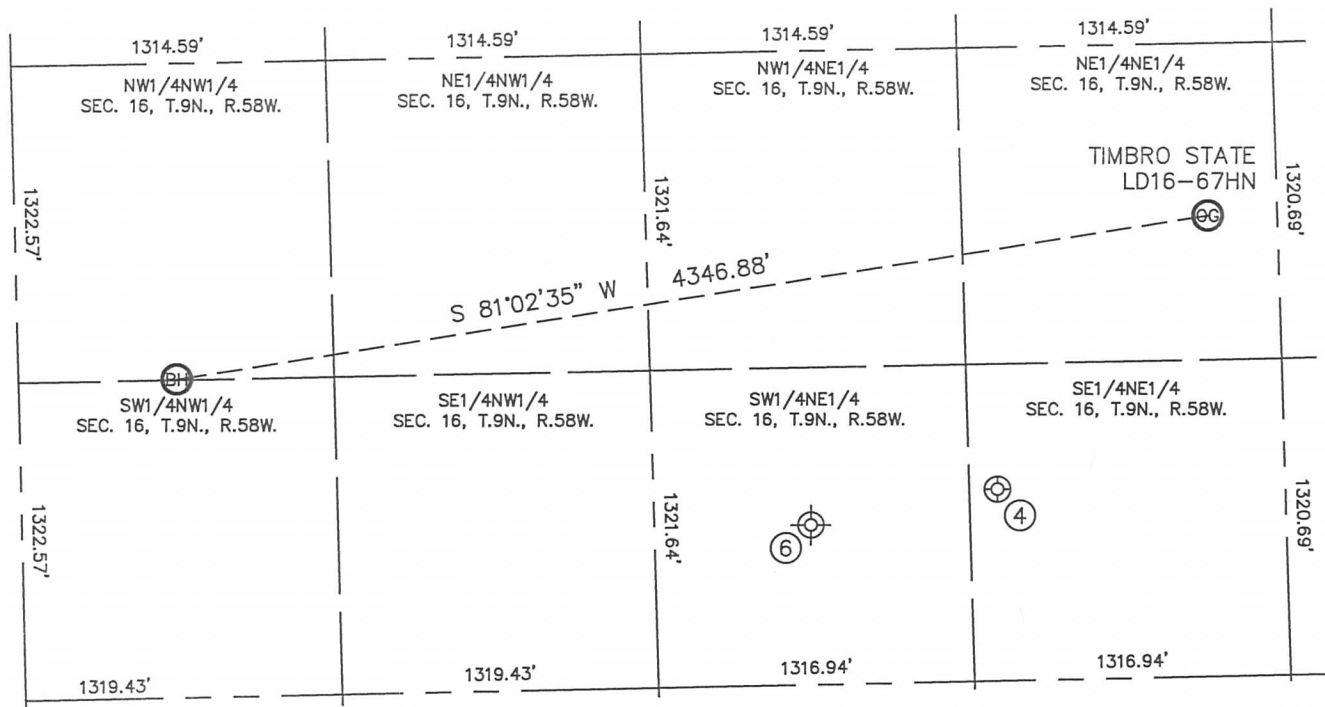 1314.59'
1314.59'
1314.59'
1314.59'
NW1/4NW1/4
SEC. 16, T.9N., R.58W.
NE1/4NW1/4
SEC. 16, T.9N., R.58W.
NW1/4NE1/4
SEC. 16, T.9N., R.58W.
NE1/4NE1/4
SEC. 16, T.9N., R.58W.
TIMBRO STATE
LD16-67HN
OG
1322.57'
1321.64'
1320.69'
S 81°02'35" W 4346.88'
BH
SW1/4NW1/4
SEC. 16, T.9N., R.58W.
SE1/4NW1/4
SEC. 16, T.9N., R.58W.
SW1/4NE1/4
SEC. 16, T.9N., R.58W.
SE1/4NE1/4
SEC. 16, T.9N., R.58W.
1322.57'
1321.64'
1320.69'
4
6
1319.43'
1319.43'
1316.94'
1316.94'